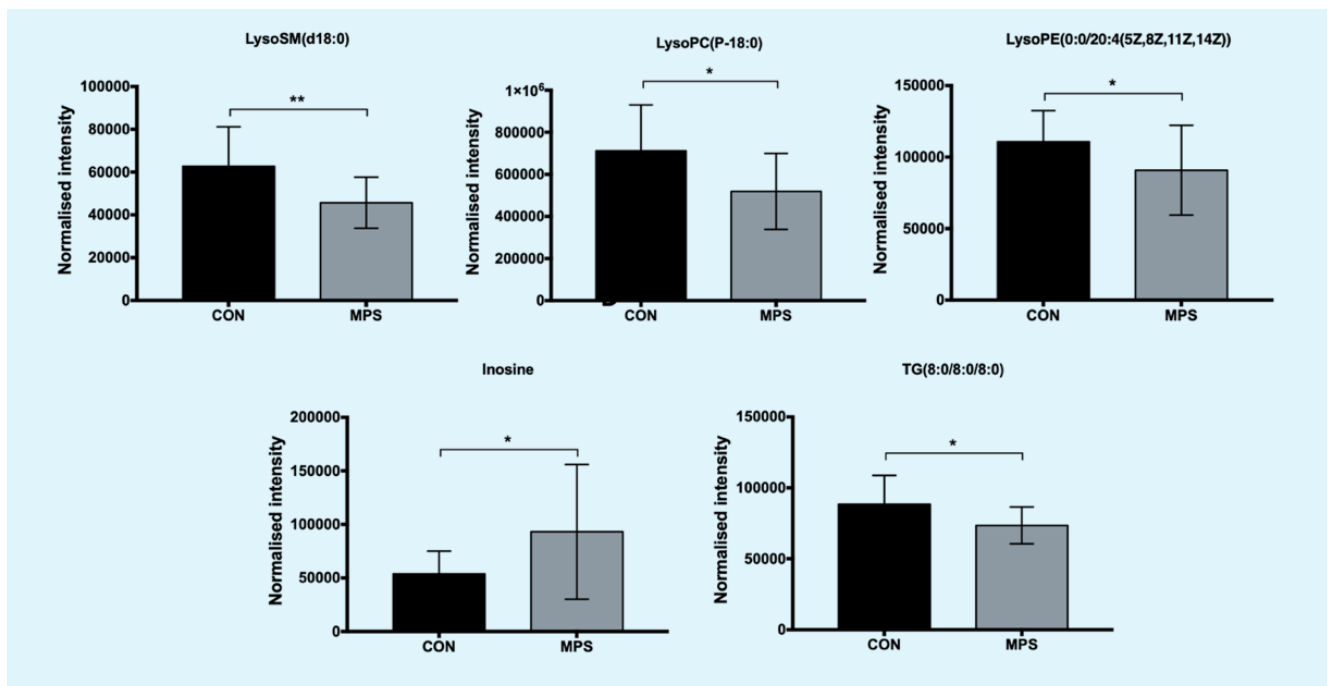 LysoSM(d18:0)
Normalised intensity
100000
80000
60000
40000
20000
0
**
CON
MPS
LysoPC(P-18:0)
Normalised intensity
1×10⁶
800000
600000
400000
200000
0
*
CON
MPS
LysoPE(0:0/20:4(5Z,8Z,11Z,14Z))
Normalised intensity
150000
100000
50000
0
*
CON
MPS
Inosine
Normalised intensity
200000
150000
100000
50000
0
*
CON
MPS
TG(8:0/8:0/8:0)
Normalised intensity
150000
100000
50000
0
*
CON
MPS